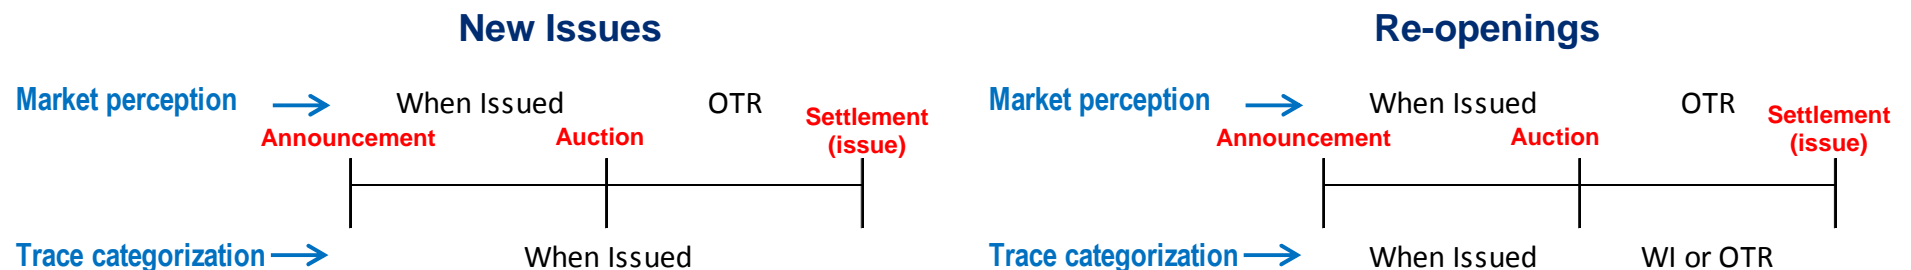 New Issues
Market perception When Issued OTR
Announcement Auction Settlement
(issue)
Trace categorization When Issued
Re-openings
Market perception When Issued OTR
Announcement Auction Settlement
(issue)
Trace categorization When Issued WI or OTR